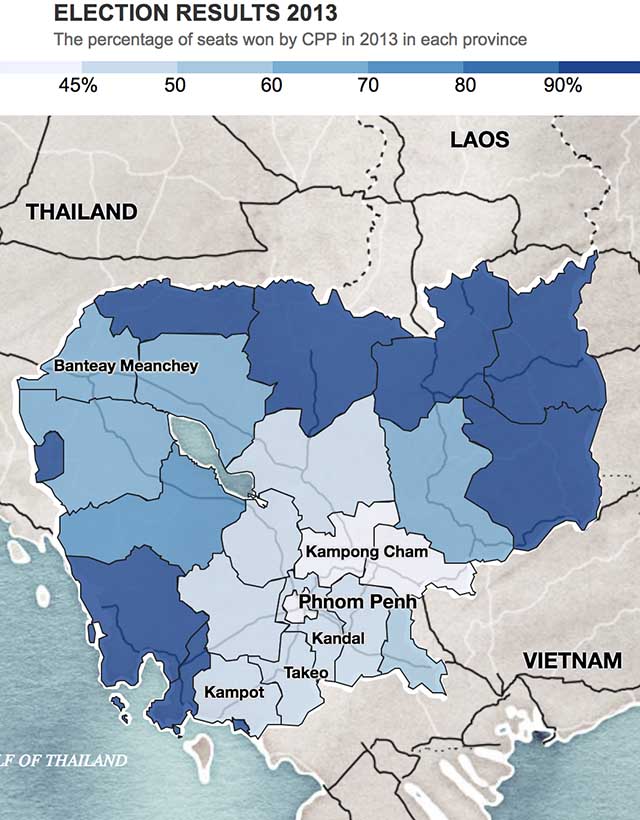 ELECTION RESULTS 2013
The percentage of seats won by CPP in 2013 in each province
45% 50 60 70 80 90%
LAOS
THAILAND
Banteay Meanchey
Kampong Cham
Phnom Penh
Kandal
VIETNAM
Takeo
Kampot
LF OF THAILAND